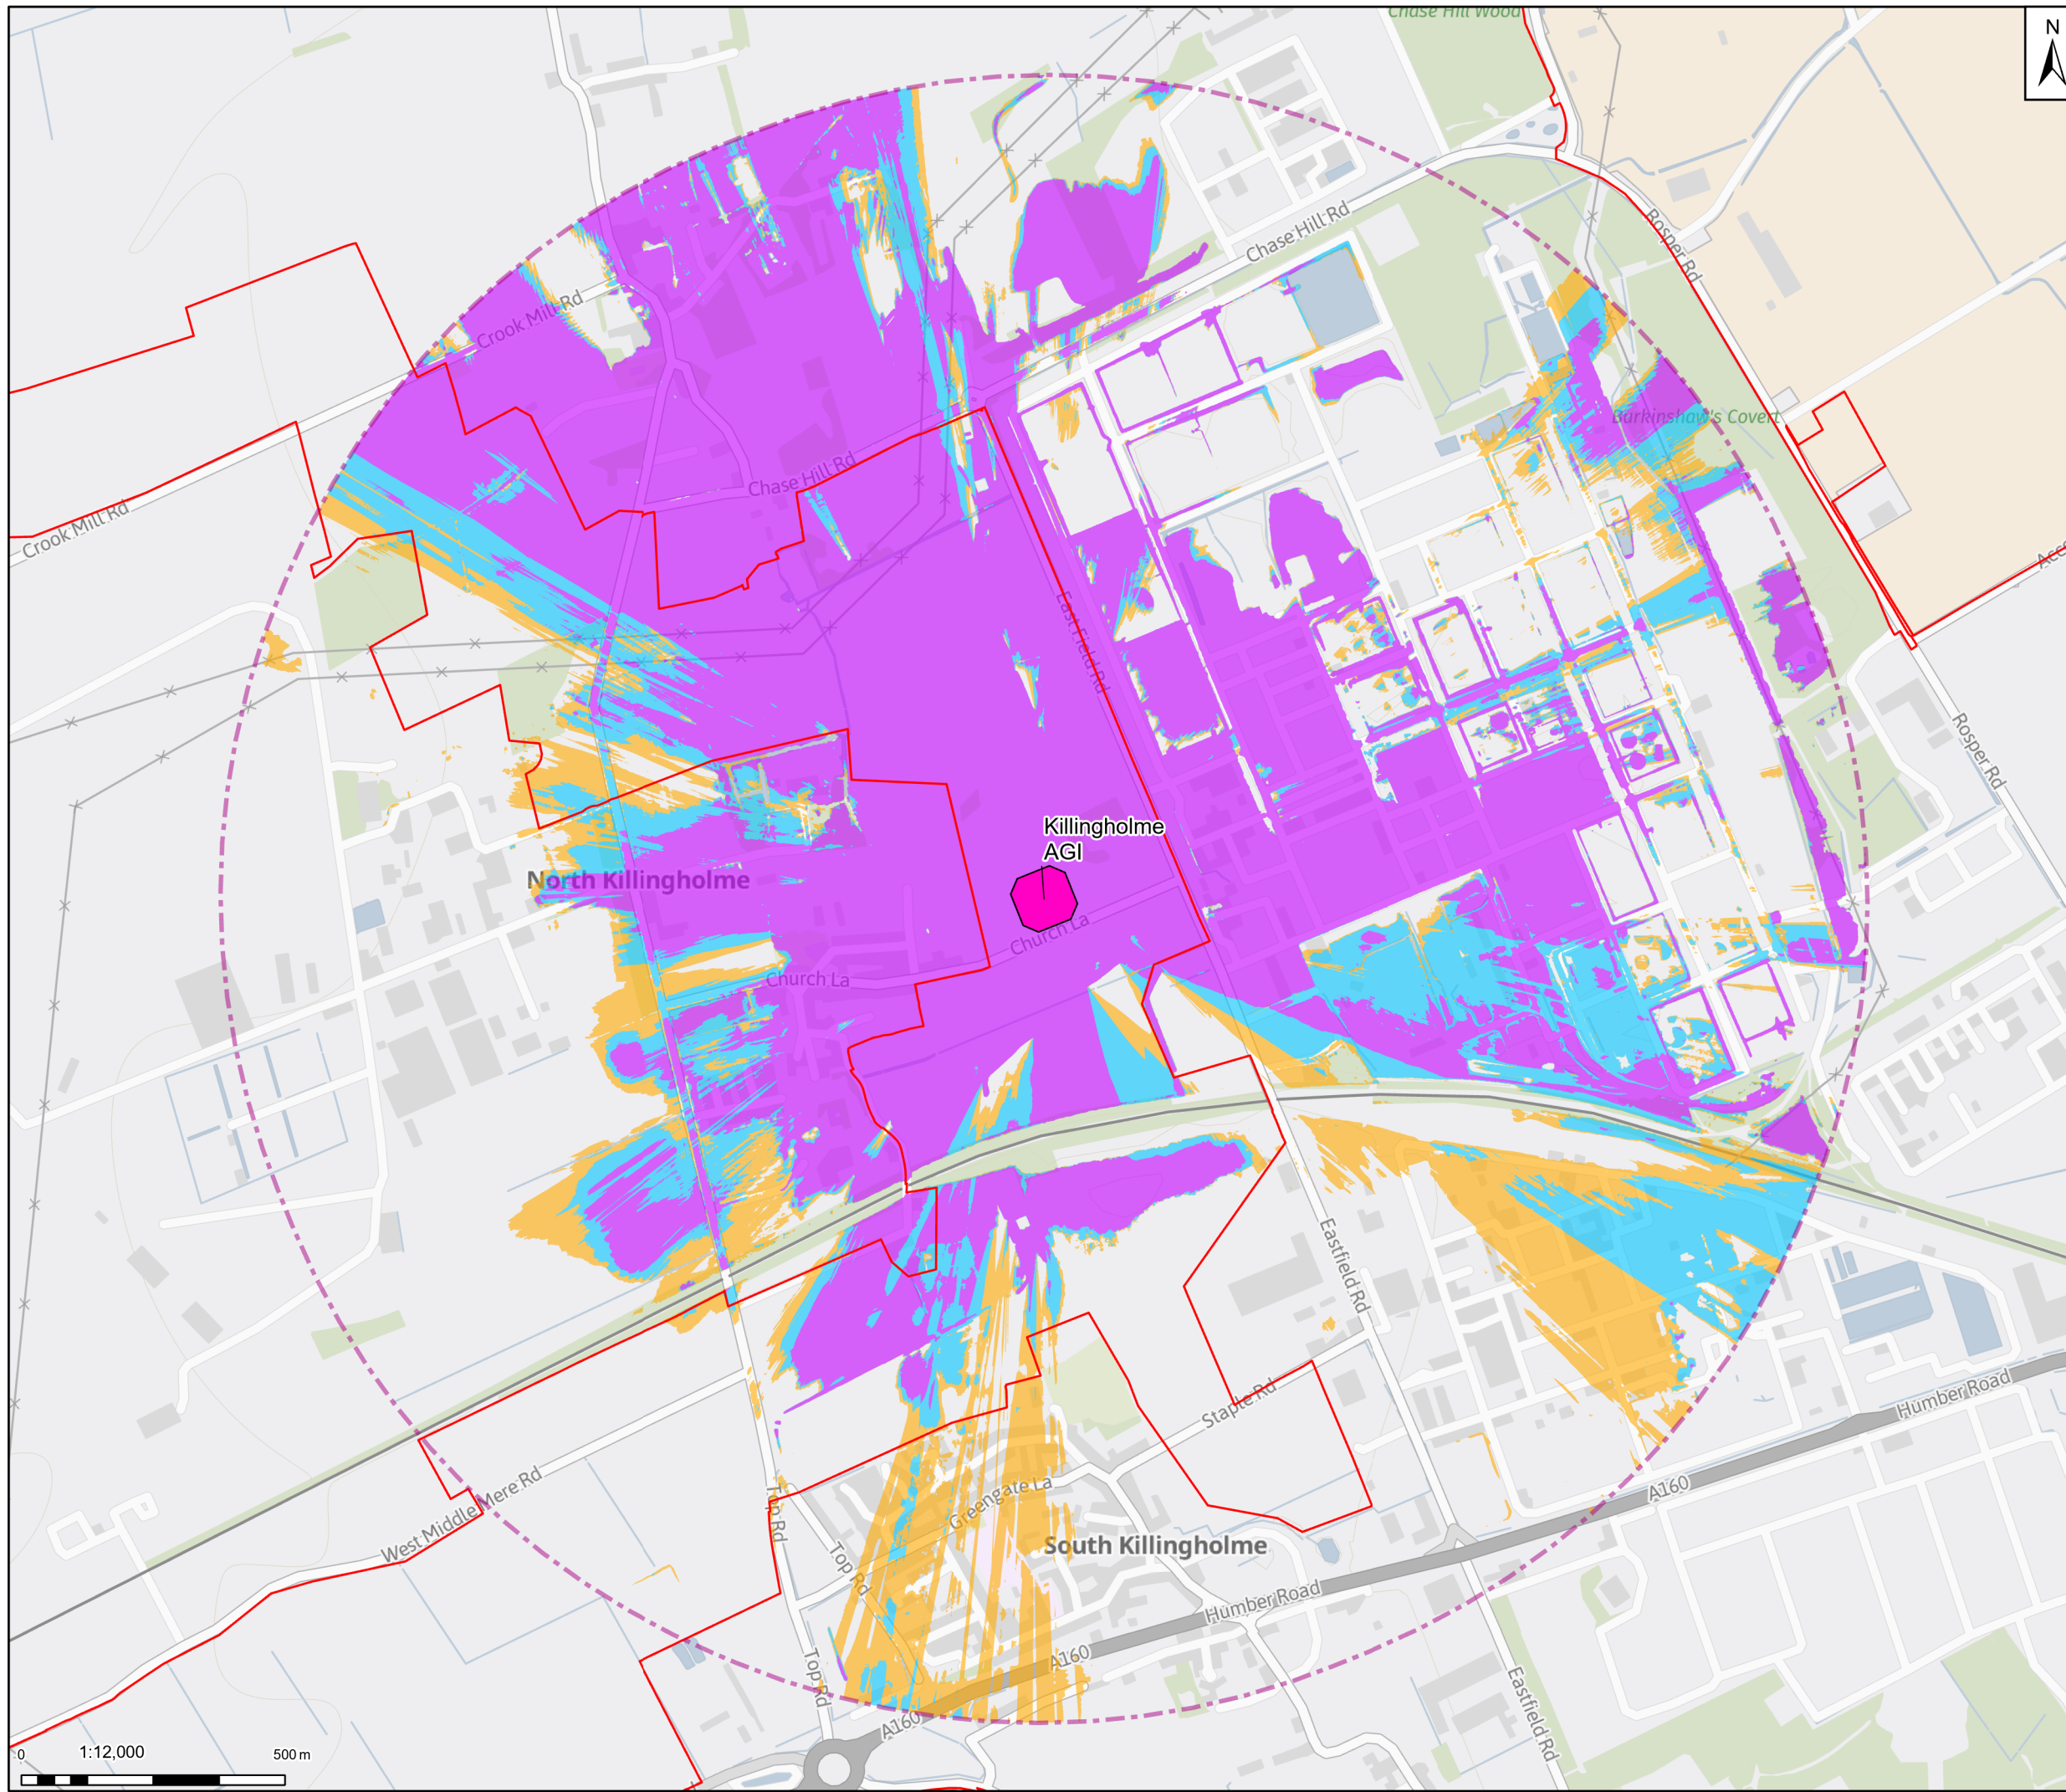 Chase Hill Wood
N
Chase Hill Rd
Rosper Rd
Crook Mill Rd
Burkinshaw's Covert
Chase Hill Rd
Crook Mill Rd
East Field Rd
Rosper Rd
Killingholme
AGI
North Killingholme
Church La
Church La
Eastfield Rd
Staple Rd
Humber Road
A160
Greengate La
West Middle Mere Rd
Top Rd
Top Rd
South Killingholme
Humber Road
A160
Top Rd
Eastfield Rd
A160
0
1:12,000
500 m